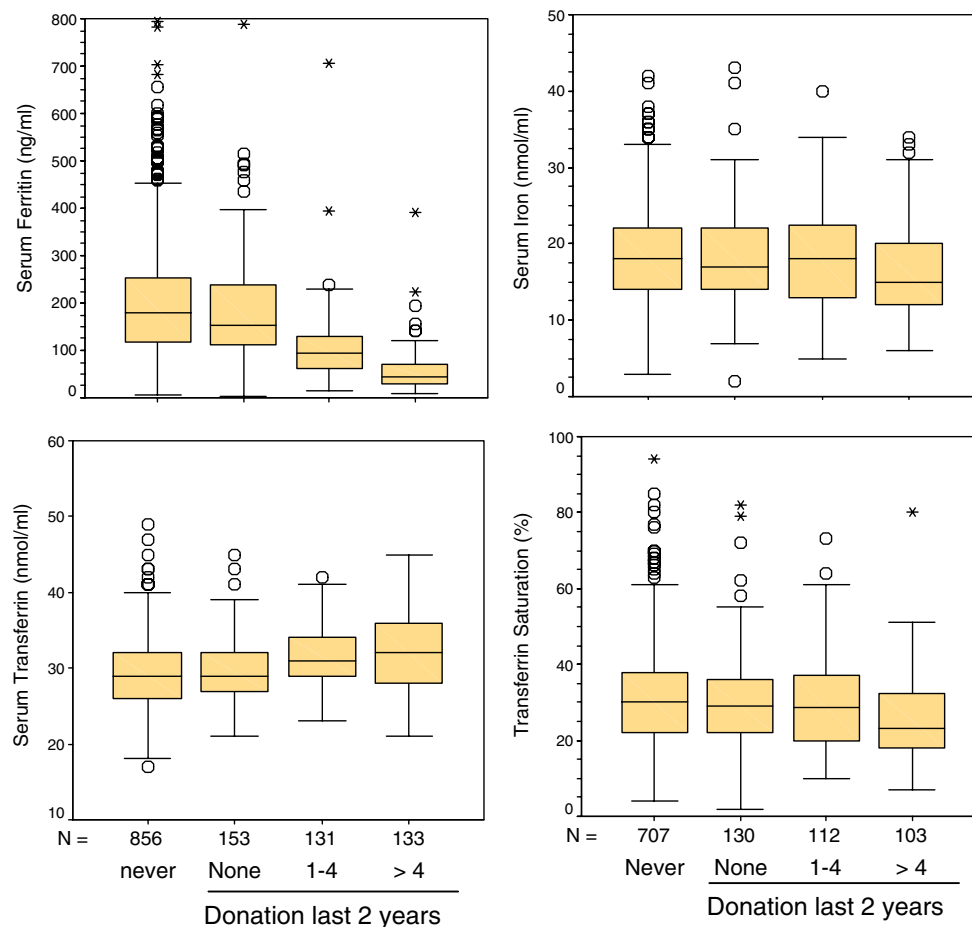 Serum Ferritin (ng/ml)
800
700
600
500
400
300
200
100
0
Serum Iron (nmol/ml)
50
40
30
20
10
0
Serum Transferrin (nmol/ml)
60
50
40
30
20
10
N = 856 153 131 133
never None 1-4 > 4
Donation last 2 years
Transferrin Saturation (%)
100
80
60
40
20
0
N = 707 130 112 103
Never None 1-4 > 4
Donation last 2 years